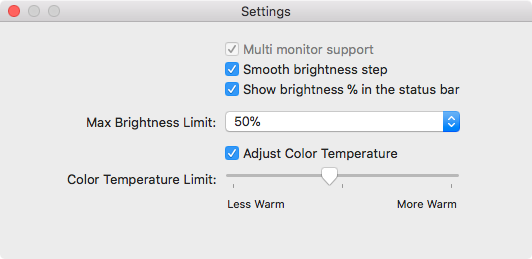 Settings
Multi monitor support
Smooth brightness step
Show brightness % in the status bar
Max Brightness Limit: 50%
Adjust Color Temperature
Color Temperature Limit:
Less Warm More Warm